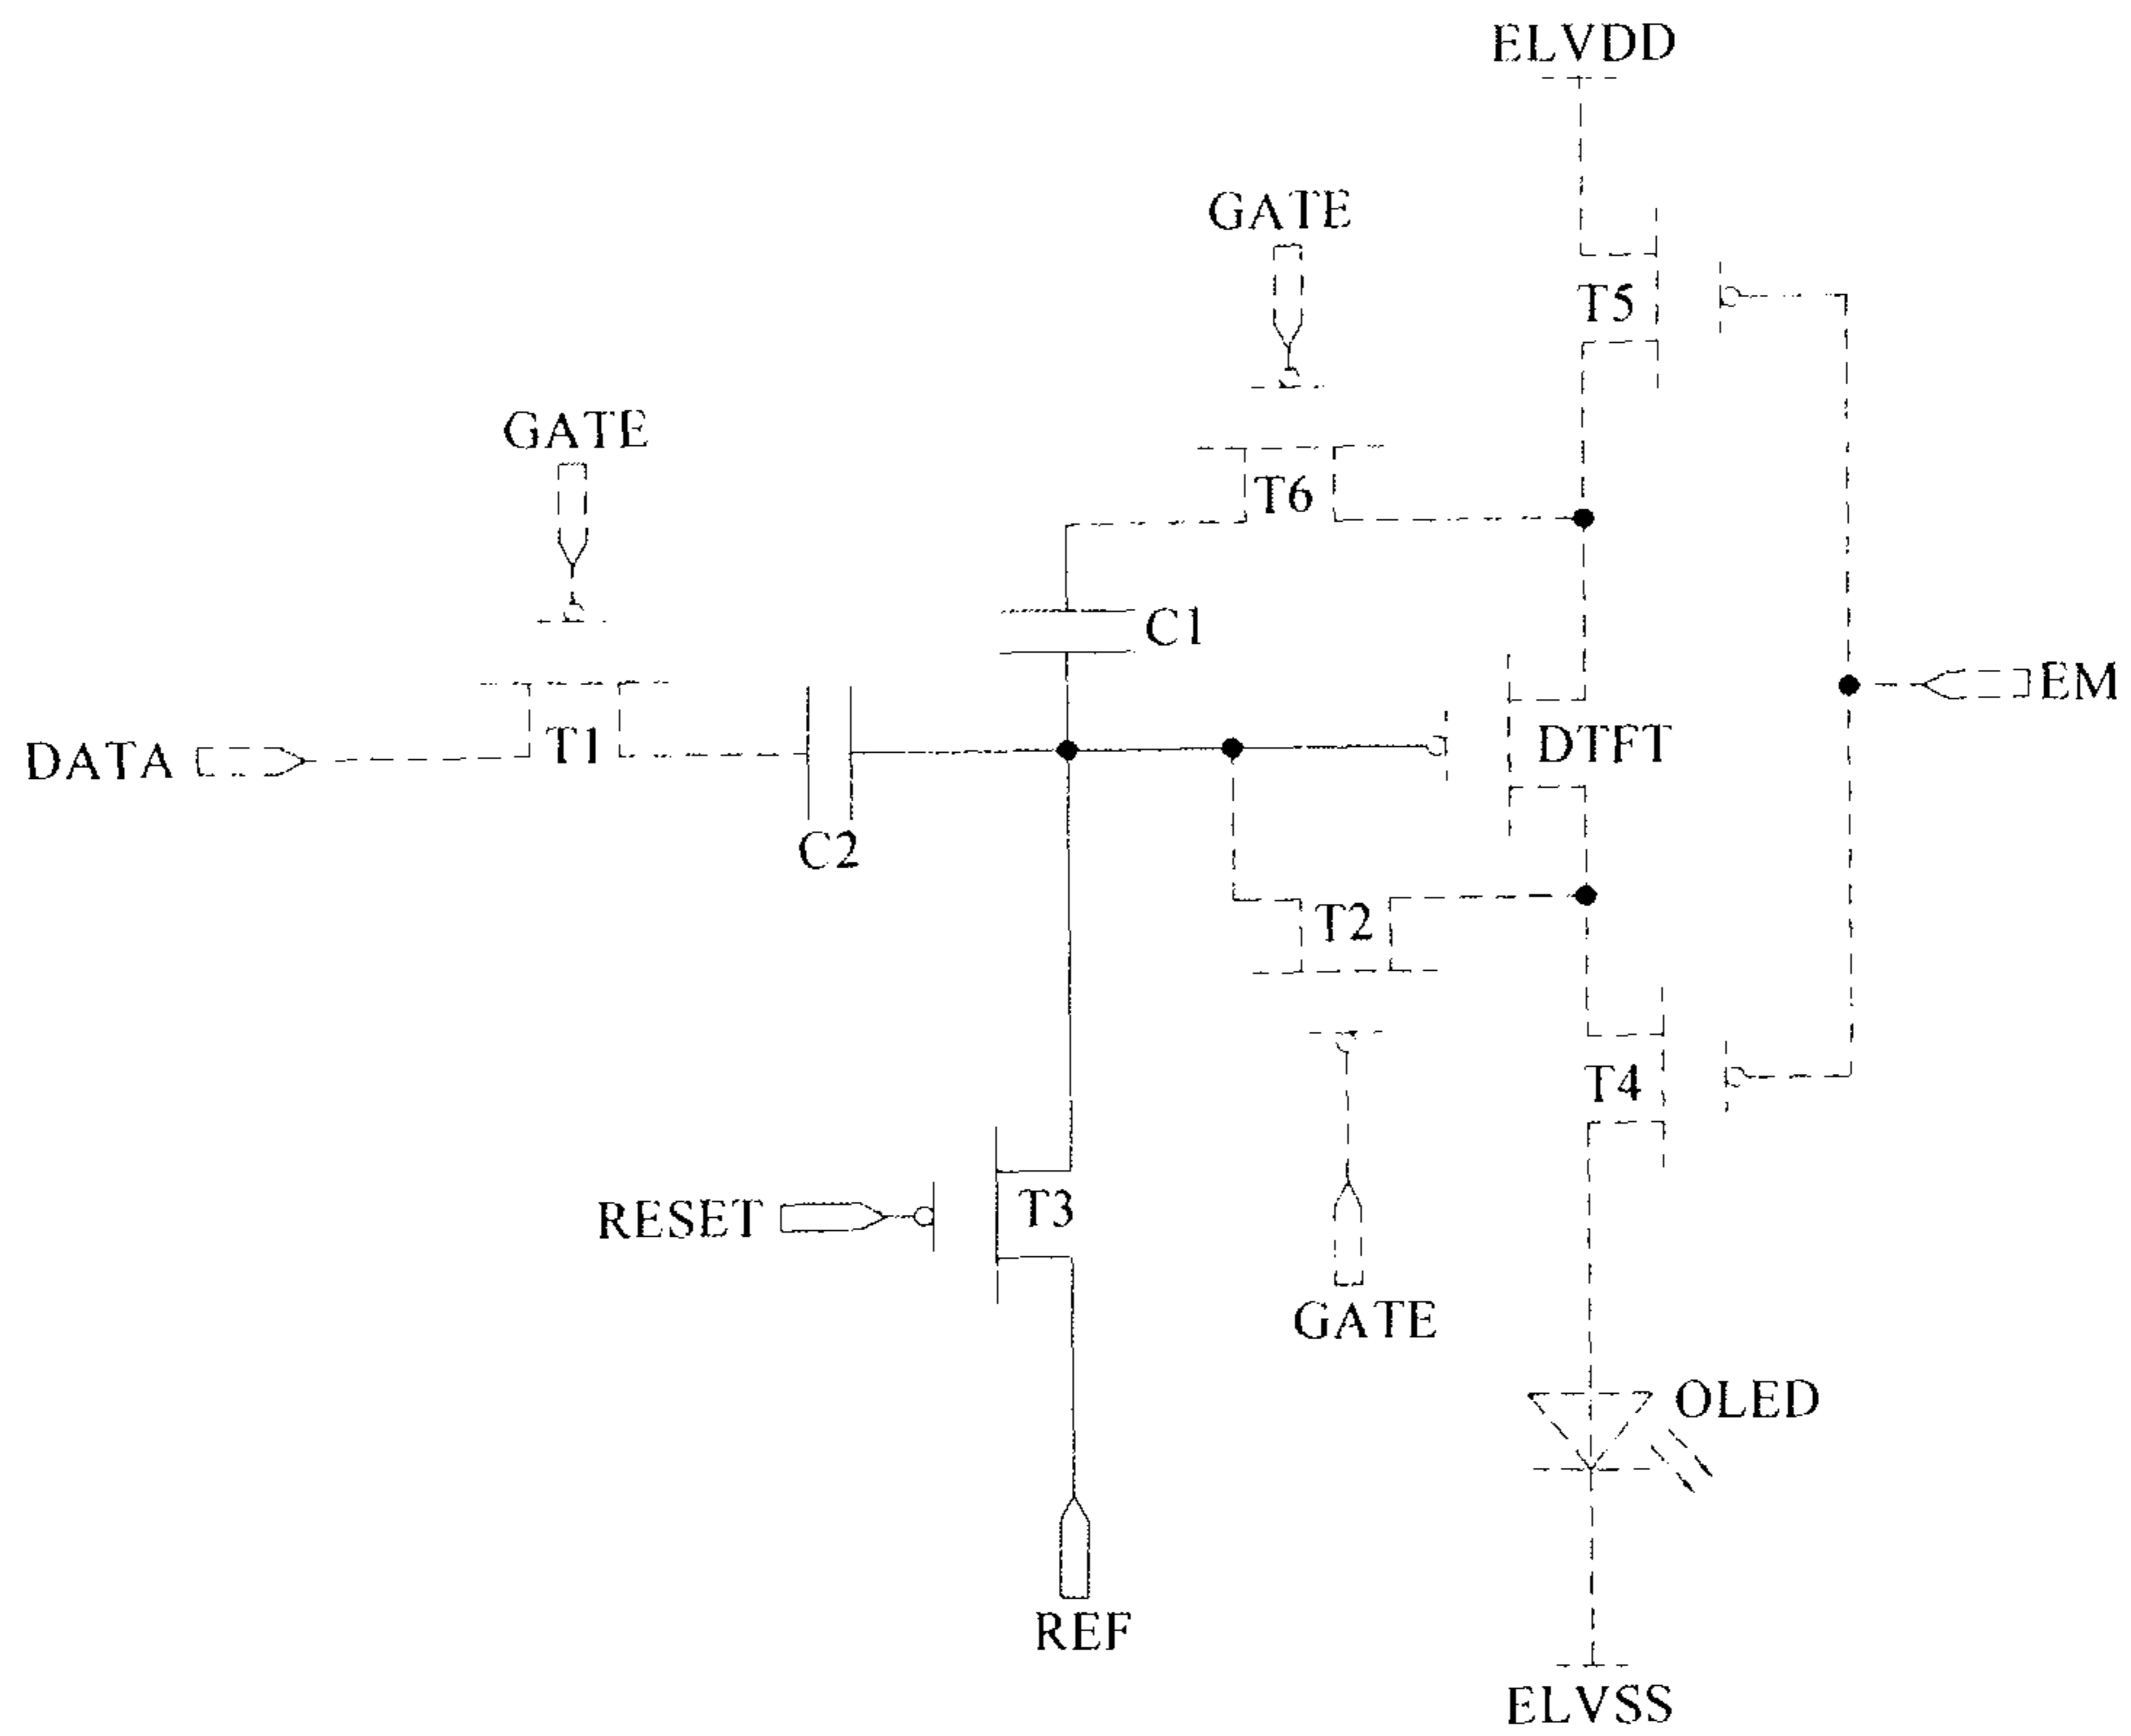 ELVDD
GATE
T5
GATE
T6
C1
EM
T1
DTFT
DATA
C2
T2
T4
RESET
T3
GATE
OLED
REF
ELVSS